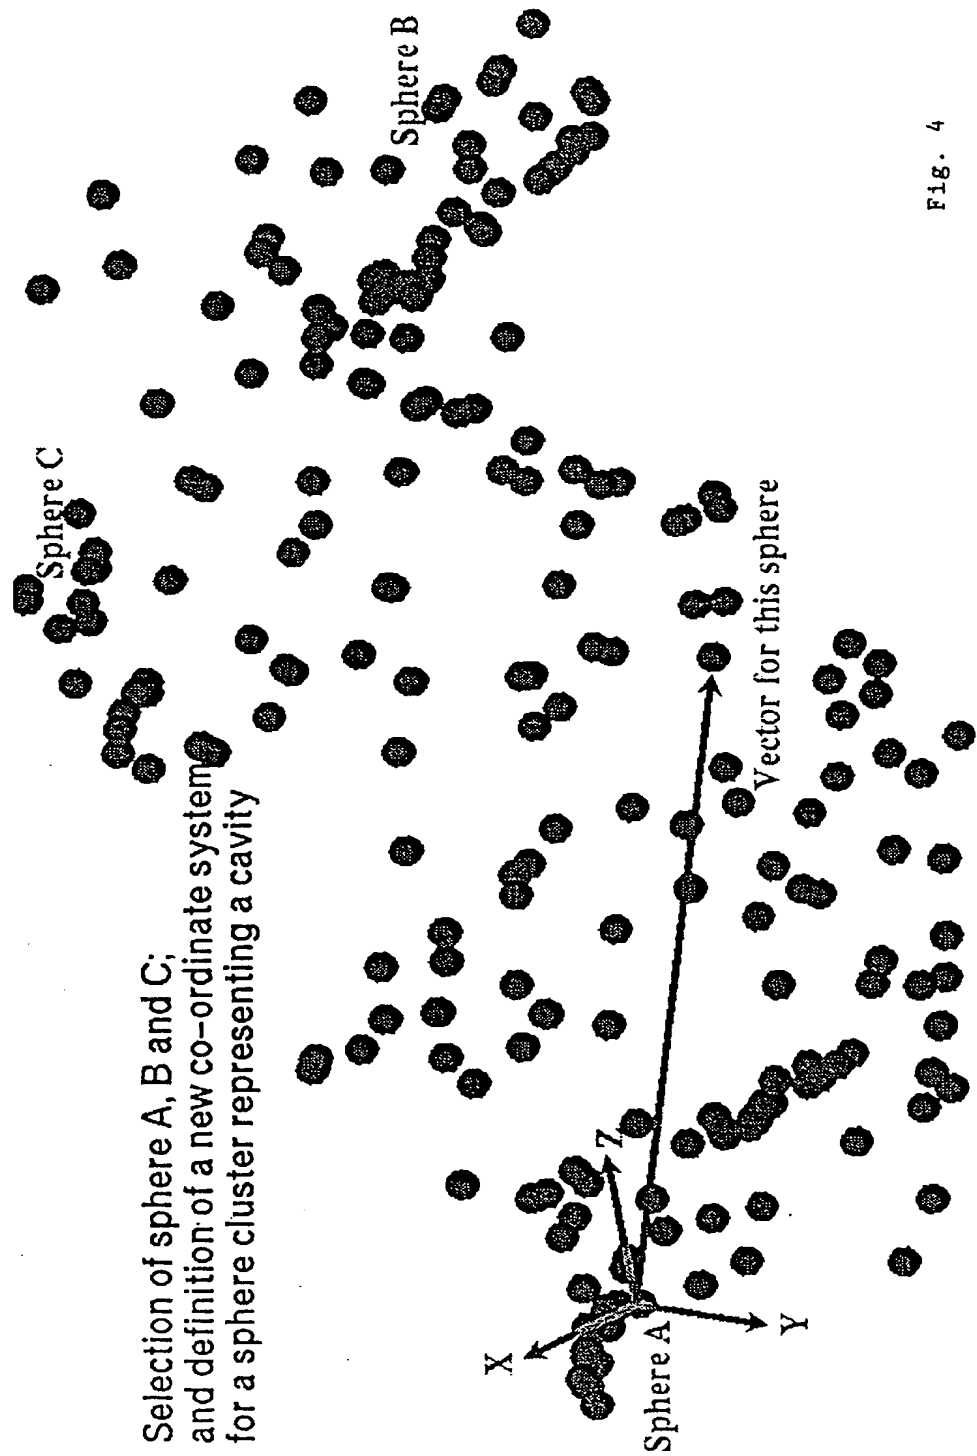 Selection of sphere A, B and C;
and definition of a new co-ordinate system
for a sphere cluster representing a cavity
Sphere C
Sphere B
X
Z
Y
Sphere A
Vector for this sphere
Fig. 4